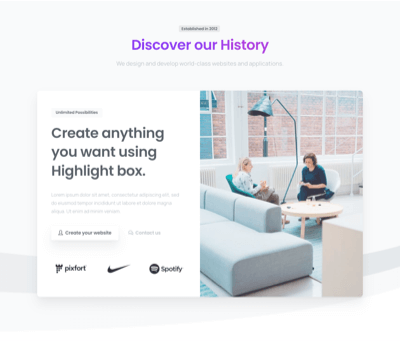 Established in 2012
Discover our History
We design and develop world-class websites and applications.
Unlimited Possibilities
Create anything
you want using
Highlight box.
Lorem ipsum dolor sit amet, consectetur adipiscing elit, sed
do eiusmod tempor incididunt ut labore et dolore magna
aliqua. Ut enim ad minim veniam
Create your website
Contact us
pixfort
Spotify